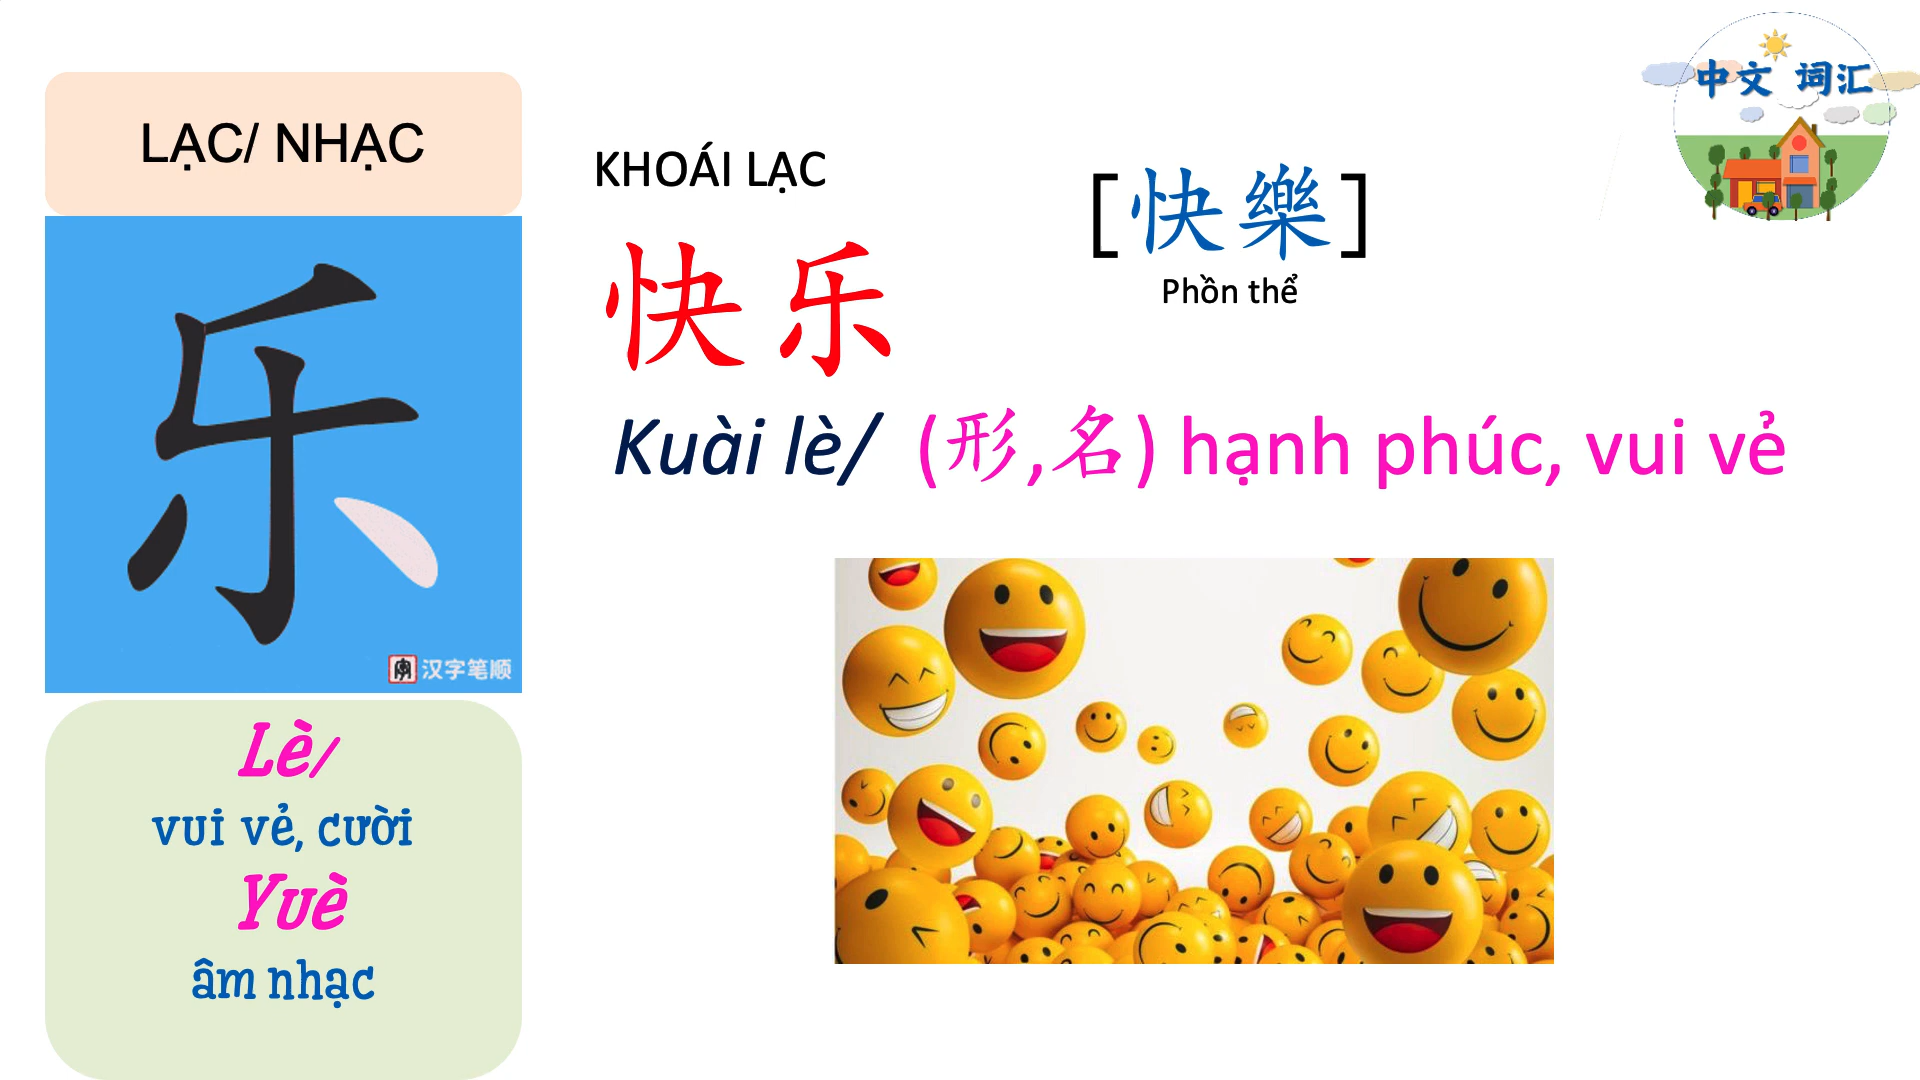 LẠC/ NHẠC
汉字笔顺
乐
Lè/
vui vẻ, cười
Yuè
âm nhạc
KHOÁI LẠC
快乐
[快樂]
Phồn thể
Kuài lè/ (形,名) hạnh phúc, vui vẻ
中文 词汇